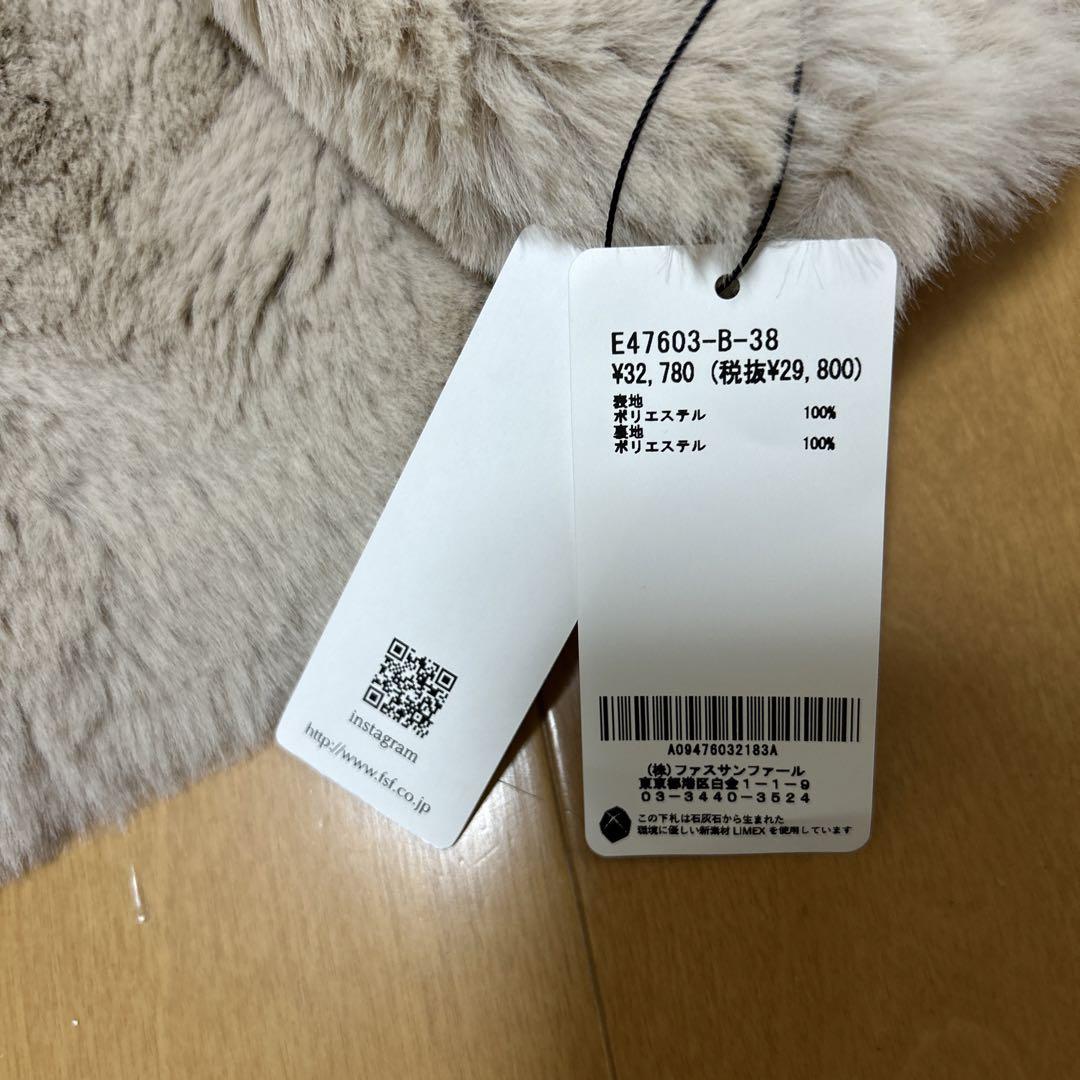 E47603-B-38
¥32,780 (税抜¥29,800)
表地
ポリエステル 100%
裏地
ポリエステル 100%
A09476032183A
(株)ファスサンファール
東京都港区白金1-1-9
03-3440-3524
この下札は石灰石から生まれた
環境に優しい新素材 LIMEX を使用しています
instagram
http://www.fsf.co.jp